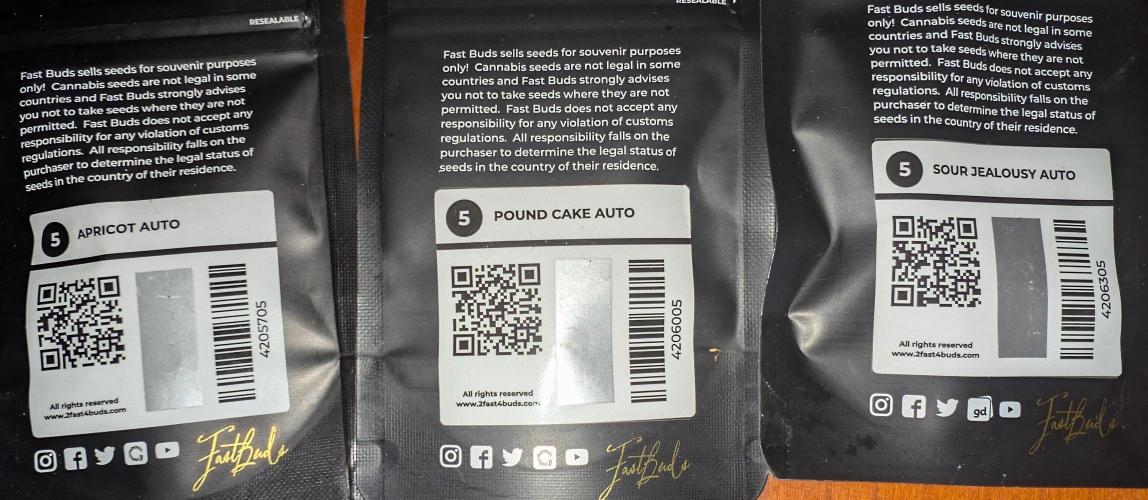 RESEALABLE
Fast Buds sells seeds for souvenir purposes
only! Cannabis seeds are not legal in some
countries and Fast Buds strongly advises
you not to take seeds where they are not
permitted. Fast Buds does not accept any
responsibility for any violation of customs
regulations. All responsibility falls on the
purchaser to determine the legal status of
seeds in the country of their residence.
5 APRICOT AUTO
4205705
All rights reserved
www.2fast4buds.com
FastBuds
RESEALABLE
Fast Buds sells seeds for souvenir purposes
only! Cannabis seeds are not legal in some
countries and Fast Buds strongly advises
you not to take seeds where they are not
permitted. Fast Buds does not accept any
responsibility for any violation of customs
regulations. All responsibility falls on the
purchaser to determine the legal status of
seeds in the country of their residence.
5 POUND CAKE AUTO
4206005
All rights reserved
www.2fast4buds.com
FastBuds
Fast Buds sells seeds for souvenir purposes
only! Cannabis seeds are not legal in some
countries and Fast Buds strongly advises
you not to take seeds where they are not
permitted. Fast Buds does not accept any
responsibility for any violation of customs
regulations. All responsibility falls on the
purchaser to determine the legal status of
seeds in the country of their residence.
5 SOUR JEALOUSY AUTO
4206305
All rights reserved
www.2fast4buds.com
gd
FastBuds